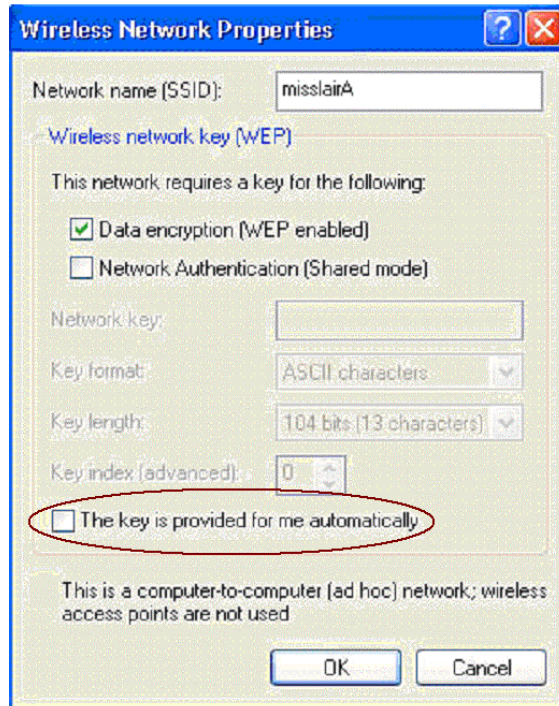 Wireless Network Properties
Network name (SSID): misslairA
Wireless network key (WEP)
This network requires a key for the following:
Data encryption (WEP enabled)
Network Authentication (Shared mode)
Network key:
Key format: ASCII characters
Key length: 104 bits (13 characters)
Key index (advanced): 0
The key is provided for me automatically
This is a computer-to-computer (ad hoc) network; wireless
access points are not used
OK Cancel